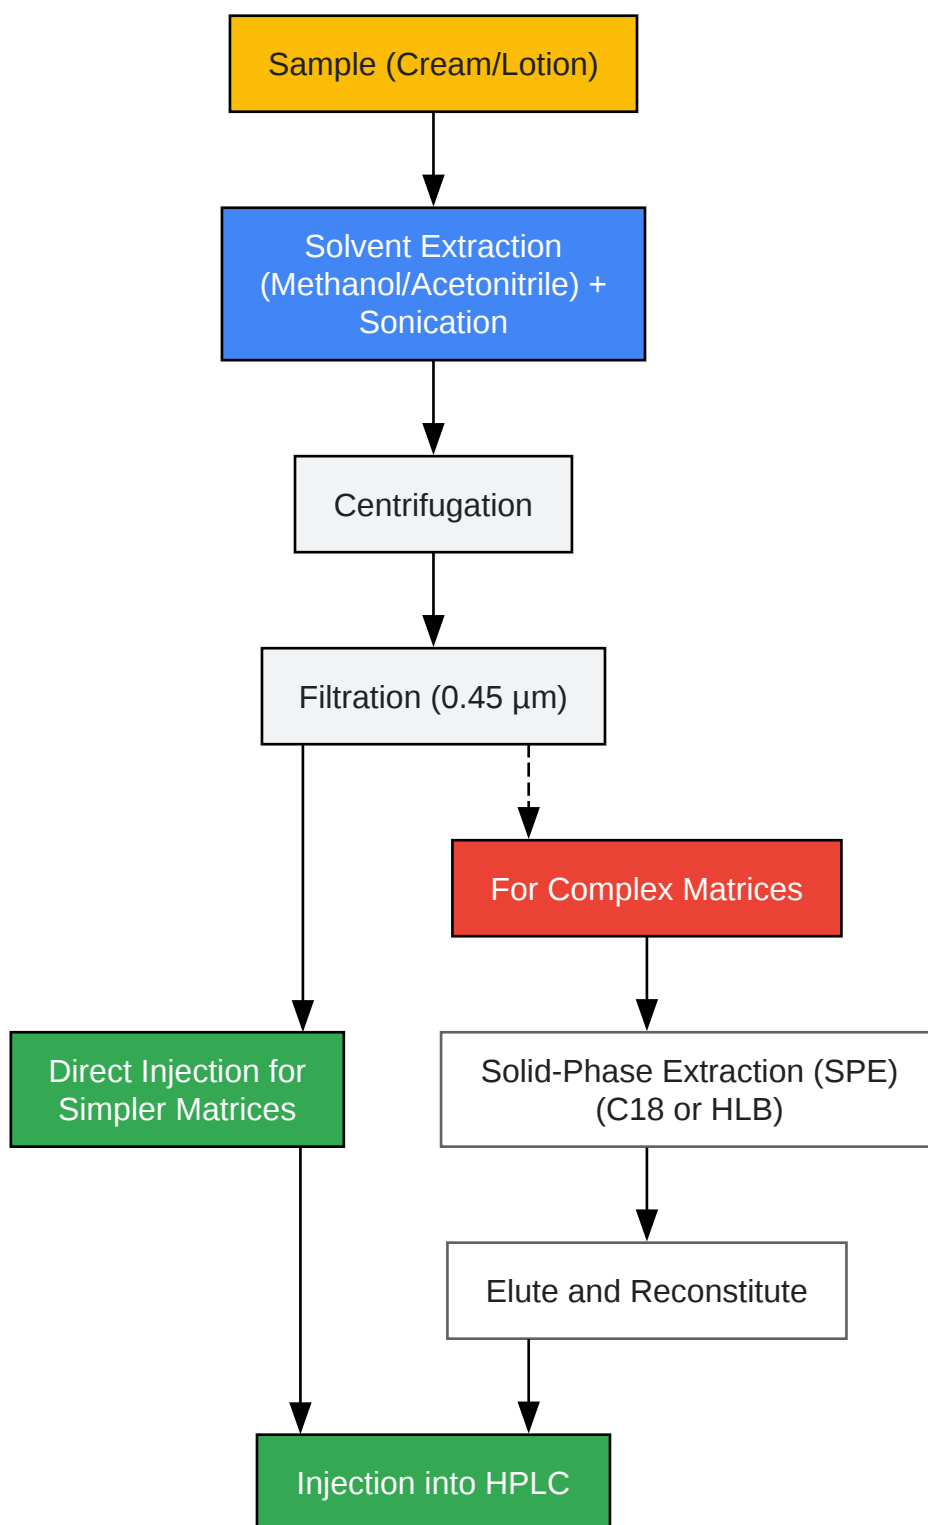 Sample (Cream/Lotion)
Solvent Extraction
(Methanol/Acetonitrile) +
Sonication
Centrifugation
Filtration (0.45 µm)
For Complex Matrices
Direct Injection for
Simpler Matrices
Solid-Phase Extraction (SPE)
(C18 or HLB)
Elute and Reconstitute
Injection into HPLC